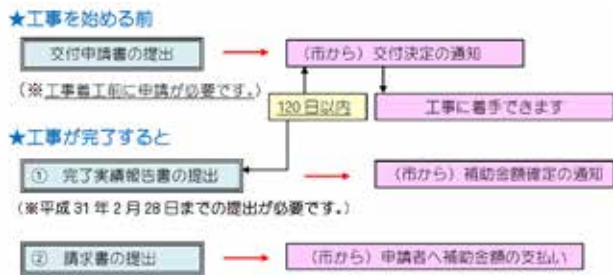 ★工事を始める前
交付申請書の提出
(市から)交付決定の通知
(※工事着工前に申請が必要です。)
120日以内
工事に着手できます
★工事が完了すると
① 完了実績報告書の提出
(市から)補助金額確定の通知
(※平成31年2月28日までの提出が必要です。)
② 請求書の提出
(市から)申請者へ補助金額の支払い